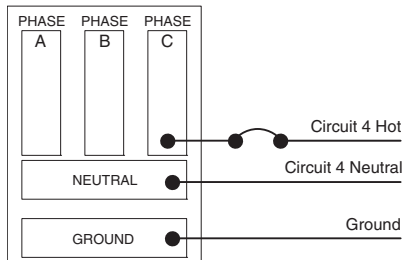 PHASE PHASE PHASE
A B C
Circuit 4 Hot
Circuit 4 Neutral
NEUTRAL
Ground
GROUND